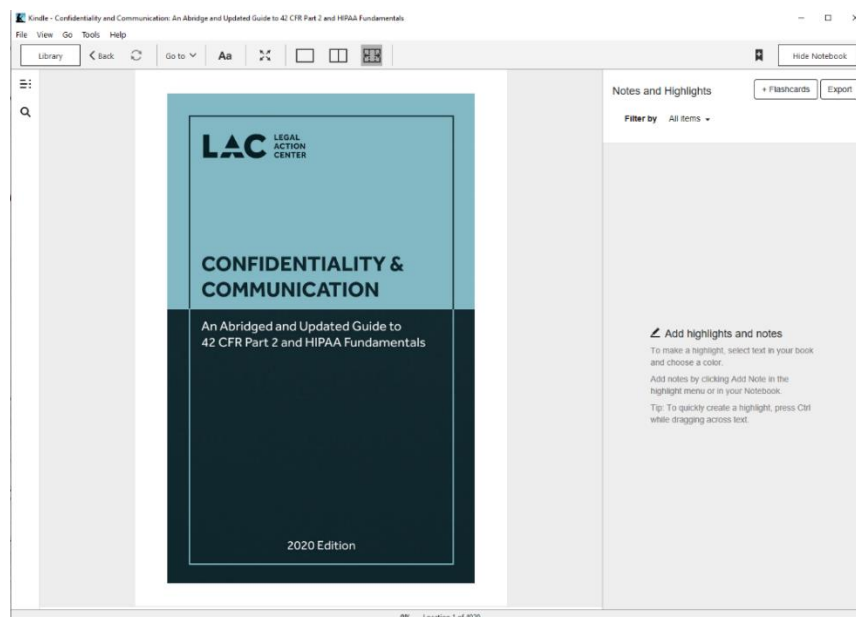 Kindle - Confidentiality and Communication: An Abridge and Updated Guide to 42 CFR Part 2 and HIPAA Fundamentals
File View Go Tools Help
Library Back Go to Aa Hide Notebook
Notes and Highlights + Flashcards Export
Filter by All items
LAC LEGAL
ACTION
CENTER
CONFIDENTIALITY &
COMMUNICATION
An Abridged and Updated Guide to
42 CFR Part 2 and HIPAA Fundamentals
2020 Edition
Add highlights and notes
To make a highlight, select text in your book
and choose a color.
Add notes by clicking Add Note in the
highlight menu or in your Notebook.
Tip: To quickly create a highlight, press Ctrl
while dragging across text.